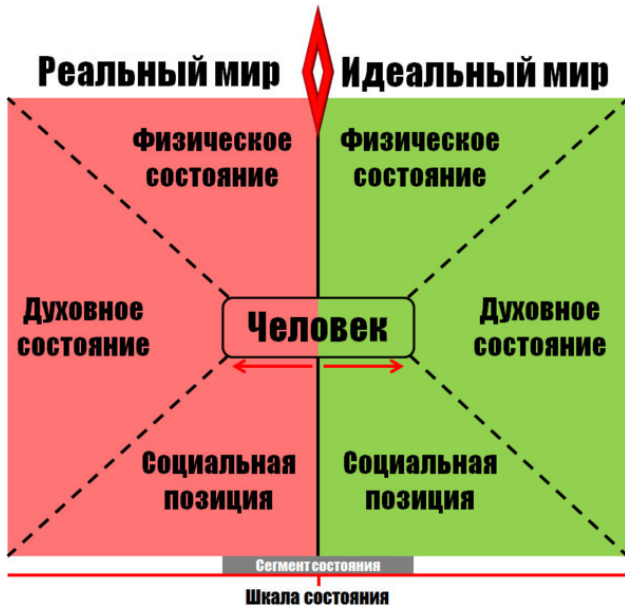 Реальный мир
Идеальный мир
Физическое
состояние
Физическое
состояние
Духовное
состояние
Человек
Духовное
состояние
Социальная
позиция
Социальная
позиция
Сегмент состояния
Шкала состояния